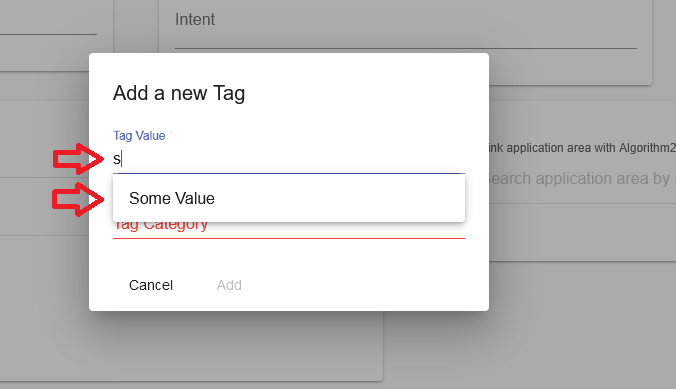 Intent
Add a new Tag
Tag Value *
s
ink application area with Algorithm2
Search application area by
Some Value
Tag Category
Cancel
Add